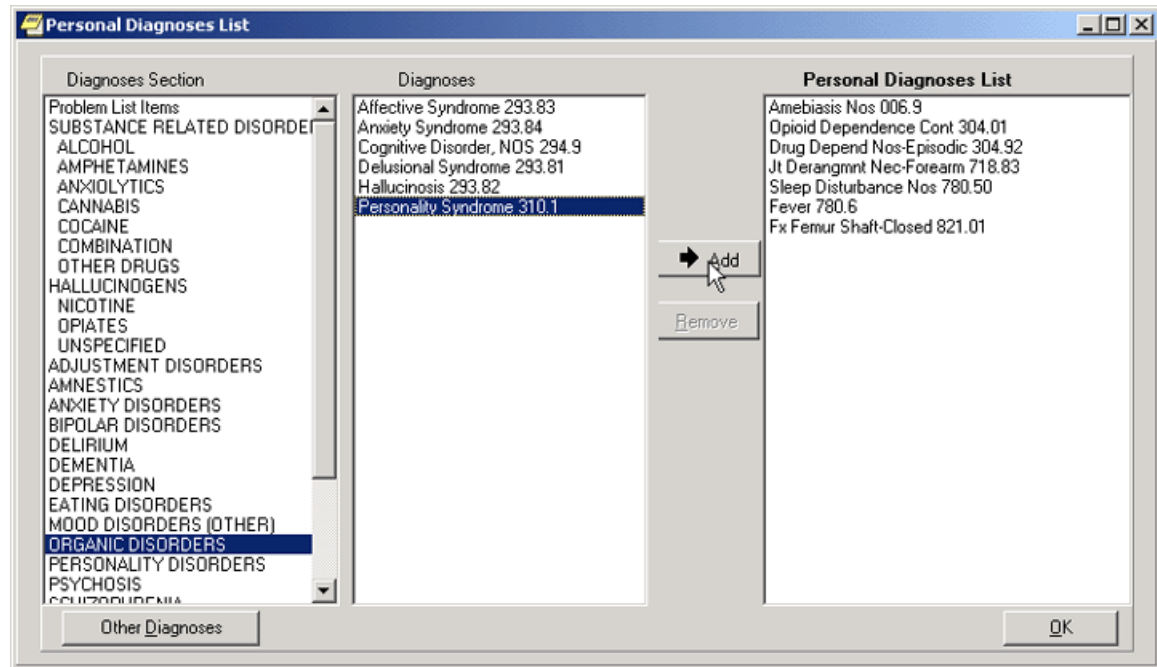 Personal Diagnoses List
Diagnoses Section
Problem List Items
SUBSTANCE RELATED DISORDE
ALCOHOL
AMPHETAMINES
ANXIOLYTICS
CANNABIS
COCAINE
COMBINATION
OTHER DRUGS
HALLUCINOGENS
NICOTINE
OPIATES
UNSPECIFIED
ADJUSTMENT DISORDERS
AMNESTICS
ANXIETY DISORDERS
BIPOLAR DISORDERS
DELIRIUM
DEMENTIA
DEPRESSION
EATING DISORDERS
MOOD DISORDERS (OTHER)
ORGANIC DISORDERS
PERSONALITY DISORDERS
PSYCHOSIS
SCHIZOPHRENIA
Other Diagnoses
Diagnoses
Affective Syndrome 293.83
Anxiety Syndrome 293.84
Cognitive Disorder, NOS 294.9
Delusional Syndrome 293.81
Hallucinosis 293.82
Personality Syndrome 310.1
Add
Remove
Personal Diagnoses List
Amebiasis Nos 006.9
Opioid Dependence Cont 304.01
Drug Depend Nos-Episodic 304.92
Jt Derangmnt Nec-Forearm 718.83
Sleep Disturbance Nos 780.50
Fever 780.6
Fx Femur Shaft-Closed 821.01
OK